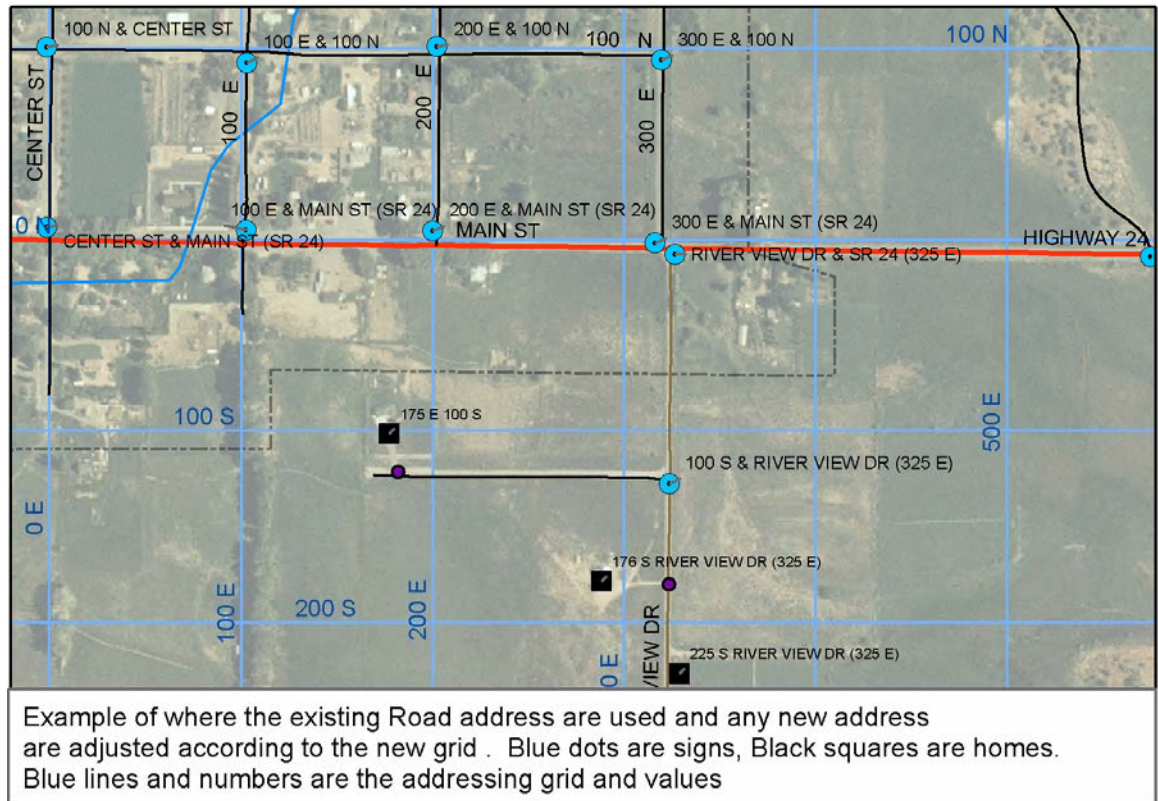 100 N & CENTER ST
100 E & 100 N
200 E & 100 N
100 N
300 E & 100 N
100 N
CENTER ST
100 E
200 E
300 E
0 N
100 E & MAIN ST (SR 24)
200 E & MAIN ST (SR 24)
300 E & MAIN ST (SR 24)
CENTER ST & MAIN ST (SR 24)
MAIN ST
HIGHWAY 24
RIVER VIEW DR & SR 24 (325 E)
100 S
175 E 100 S
500 E
100 S & RIVER VIEW DR (325 E)
0 E
176 S RIVER VIEW DR (325 E)
100 E
200 S
200 E
0 E
VIEW DR
225 S RIVER VIEW DR (325 E)
Example of where the existing Road address are used and any new address
are adjusted according to the new grid . Blue dots are signs, Black squares are homes.
Blue lines and numbers are the addressing grid and values